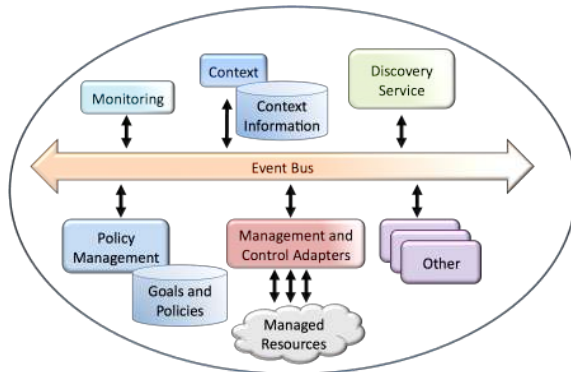 Monitoring
Context
Context
Information
Discovery
Service
Event Bus
Policy
Management
Goals and
Policies
Management and
Control Adapters
Managed
Resources
Other